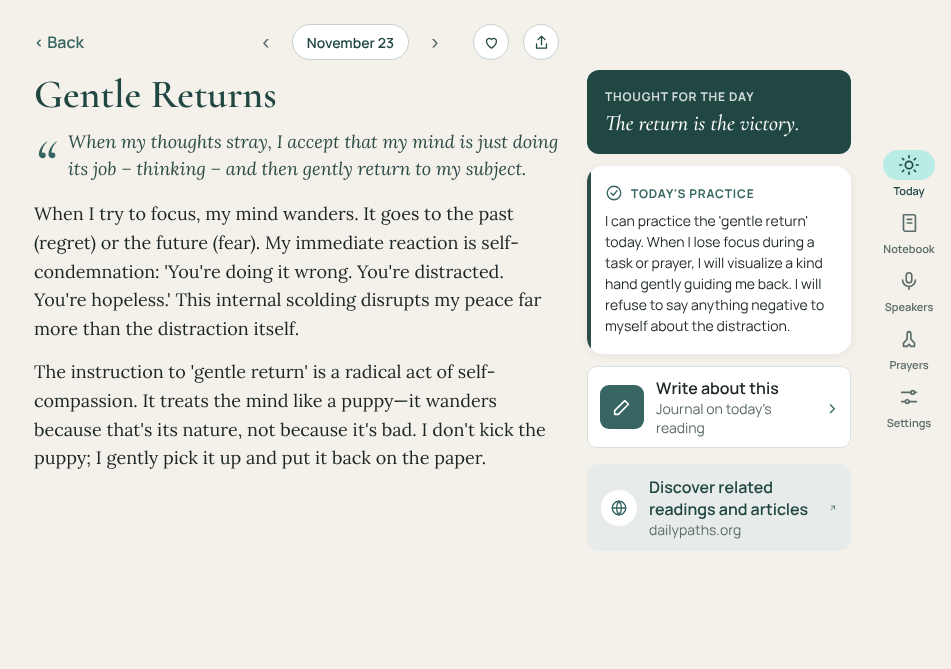 ‹ Back
‹ November 23 ›
Gentle Returns
“ When my thoughts stray, I accept that my mind is just doing
its job – thinking – and then gently return to my subject.
When I try to focus, my mind wanders. It goes to the past
(regret) or the future (fear). My immediate reaction is self-
condemnation: 'You're doing it wrong. You're distracted.
You're hopeless.' This internal scolding disrupts my peace far
more than the distraction itself.
The instruction to 'gentle return' is a radical act of self-
compassion. It treats the mind like a puppy—it wanders
because that's its nature, not because it's bad. I don't kick the
puppy; I gently pick it up and put it back on the paper.
THOUGHT FOR THE DAY
The return is the victory.
TODAY'S PRACTICE
I can practice the 'gentle return'
today. When I lose focus during a
task or prayer, I will visualize a kind
hand gently guiding me back. I will
refuse to say anything negative to
myself about the distraction.
Write about this
Journal on today's
reading
Discover related
readings and articles
dailypaths.org
Today
Notebook
Speakers
Prayers
Settings